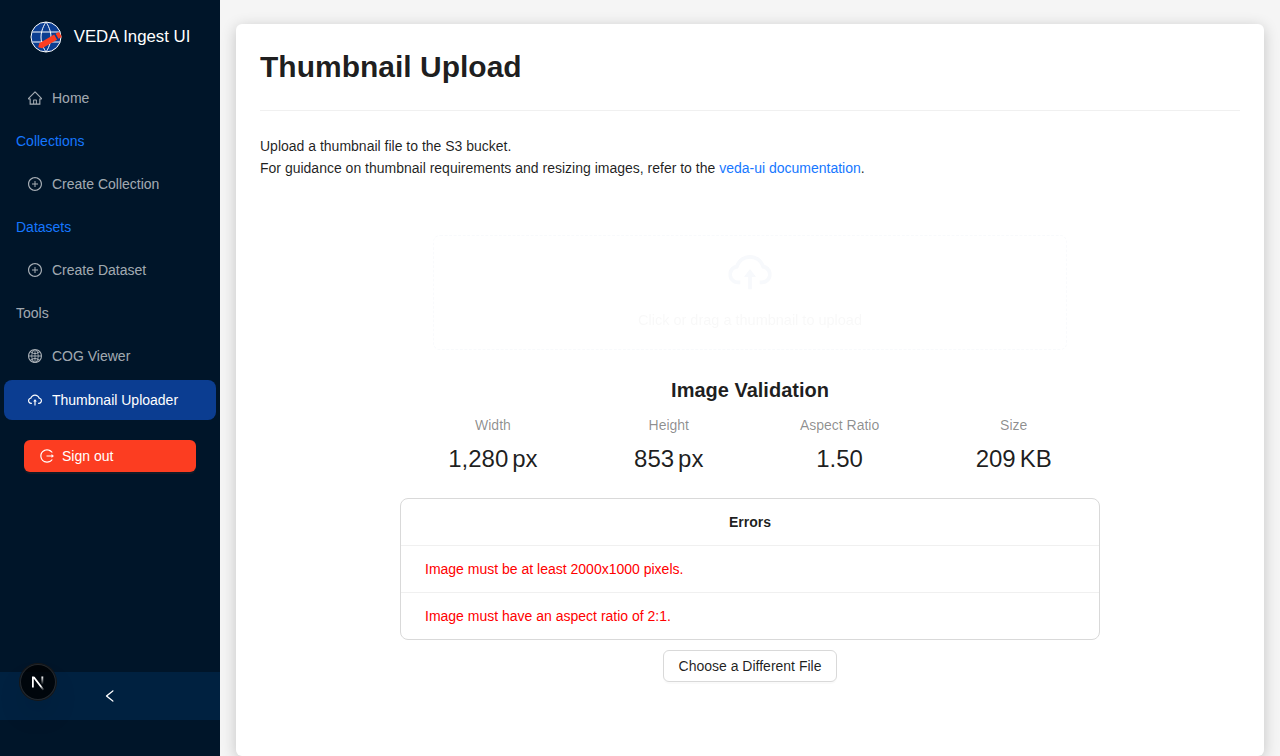 VEDA Ingest UI
Home
Collections
Create Collection
Datasets
Create Dataset
Tools
COG Viewer
Thumbnail Uploader
Sign out
Thumbnail Upload
Upload a thumbnail file to the S3 bucket.
For guidance on thumbnail requirements and resizing images, refer to the veda-ui documentation.
Click or drag a thumbnail to upload
Image Validation
Width Height Aspect Ratio Size
1,280 px 853 px 1.50 209 KB
Errors
Image must be at least 2000x1000 pixels.
Image must have an aspect ratio of 2:1.
Choose a Different File